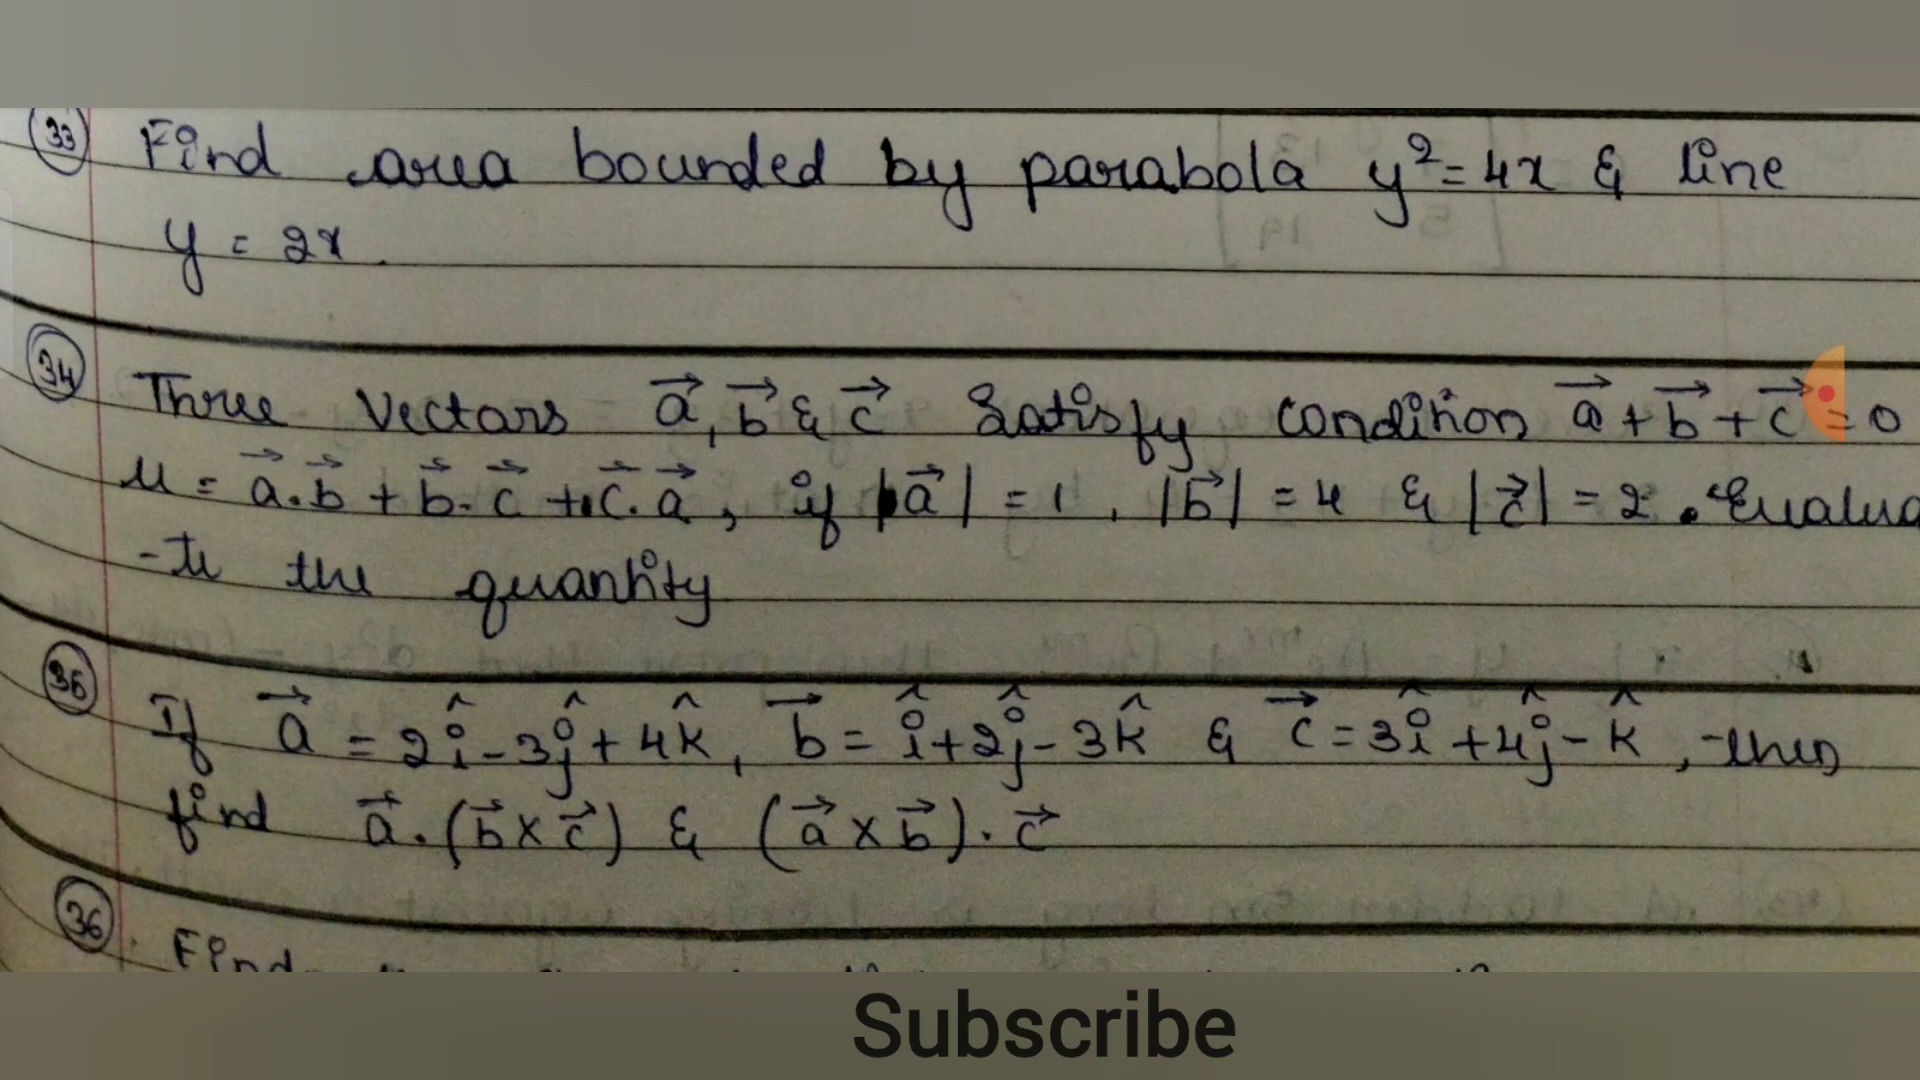 33 Find area bounded by parabola y²=4x & line
y = 2x.
34 Three vectors a⃗, b⃗ & c⃗ Satisfy condition a⃗ + b⃗ + c⃗ = 0
μ = a⃗.b⃗ + b⃗.c⃗ + c⃗.a⃗, if |a⃗| = 1, |b⃗| = 4 & |c⃗| = 2. Evalua
-te the quantity
35 If a⃗ = 2î - 3ĵ + 4k̂, b⃗ = î + 2ĵ - 3k̂ & c⃗ = 3î + 4ĵ - k̂, then
find a⃗.(b⃗ × c⃗) & (a⃗ × b⃗).c⃗
36 Find
Subscribe